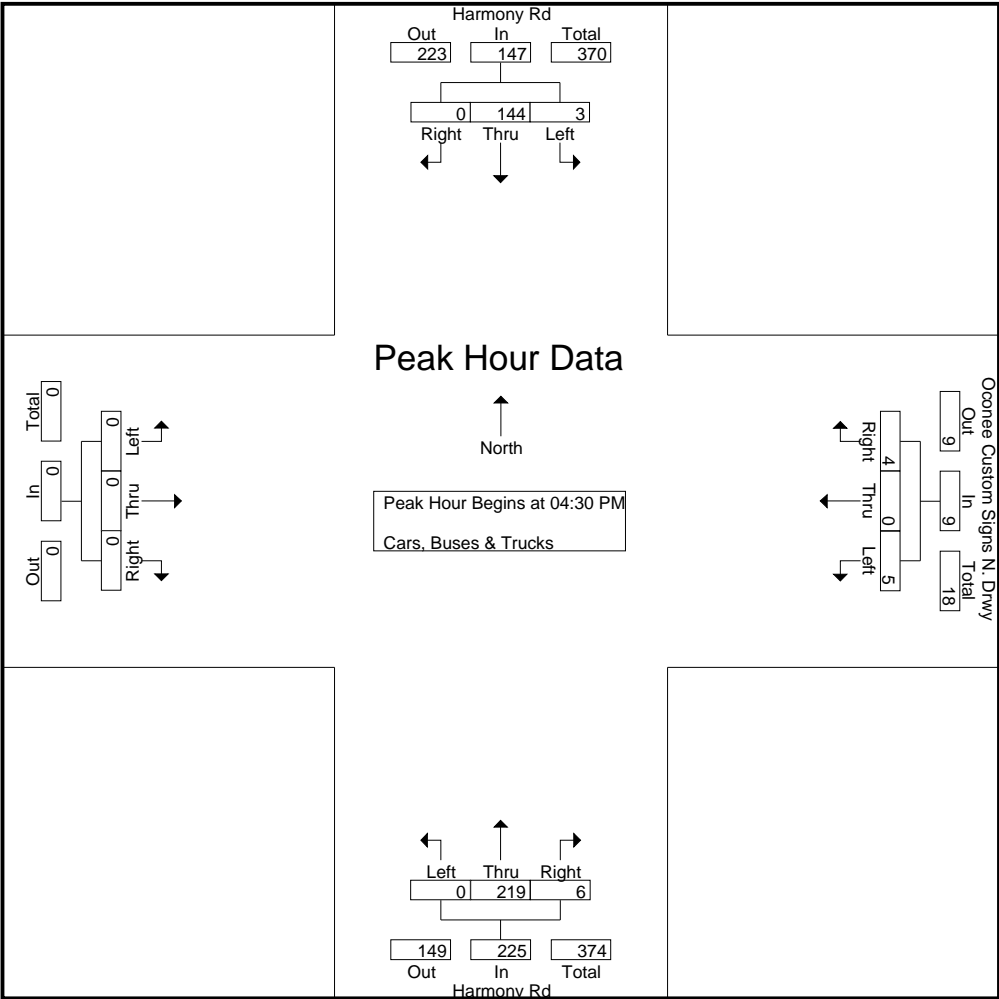 Harmony Rd
Out In Total
223 147 370
0 144 3
Right Thru Left
Peak Hour Data
North
Peak Hour Begins at 04:30 PM
Cars, Buses & Trucks
Total In Out
0 0 0
0 0 0
Left Thru Right
Oconee Custom Signs N. Drwy
Out In Total
9 9 18
4 0 5
Right Thru Left
Left Thru Right
0 219 6
149 225 374
Out In Total
Harmony Rd